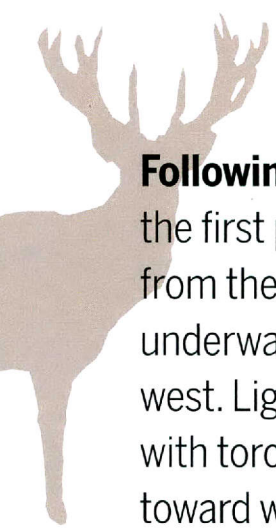 Followin
the first
from the
underwa
west. Lig
with torc
toward w